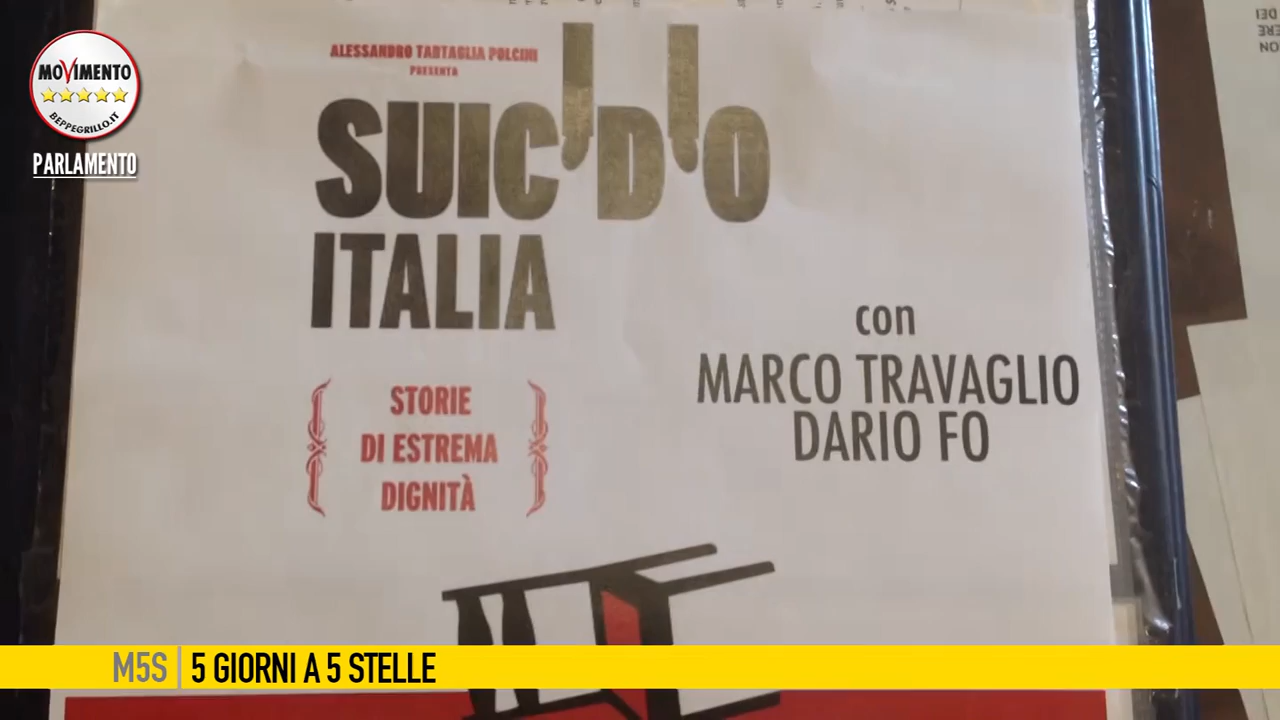 MOVIMENTO
BEPPEGRILLO.IT
PARLAMENTO
ALESSANDRO TARTAGLIA POLCINI
PRESENTA
SUICIDIO
ITALIA
STORIE
DI ESTREMA
DIGNITÀ
con
MARCO TRAVAGLIO
DARIO FO
M5S 5 GIORNI A 5 STELLE